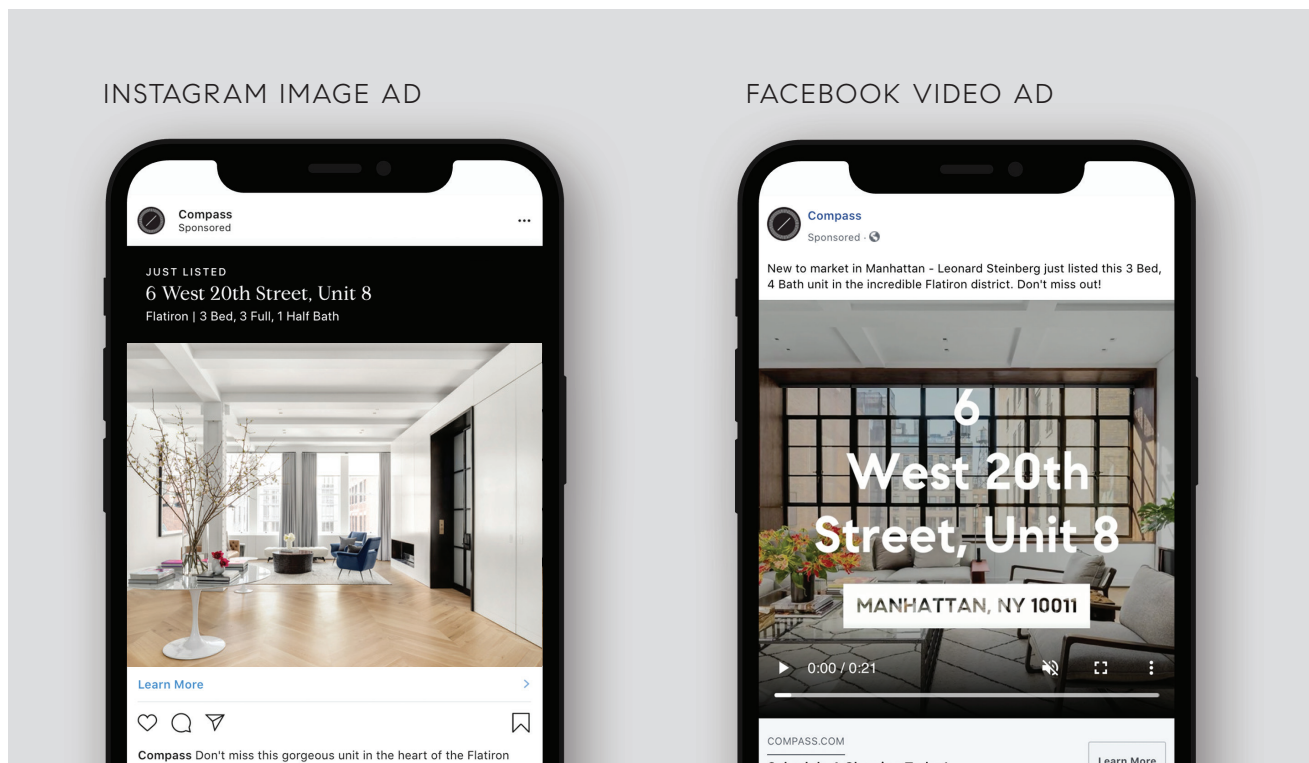 INSTAGRAM IMAGE AD
Compass
Sponsored
JUST LISTED
6 West 20th Street, Unit 8
Flatiron | 3 Bed, 3 Full, 1 Half Bath
Learn More
Compass Don't miss this gorgeous unit in the heart of the Flatiron
FACEBOOK VIDEO AD
Compass
Sponsored ·
New to market in Manhattan - Leonard Steinberg just listed this 3 Bed,
4 Bath unit in the incredible Flatiron district. Don't miss out!
6
West 20th
Street, Unit 8
MANHATTAN, NY 10011
0:00 / 0:21
COMPASS.COM
Learn More